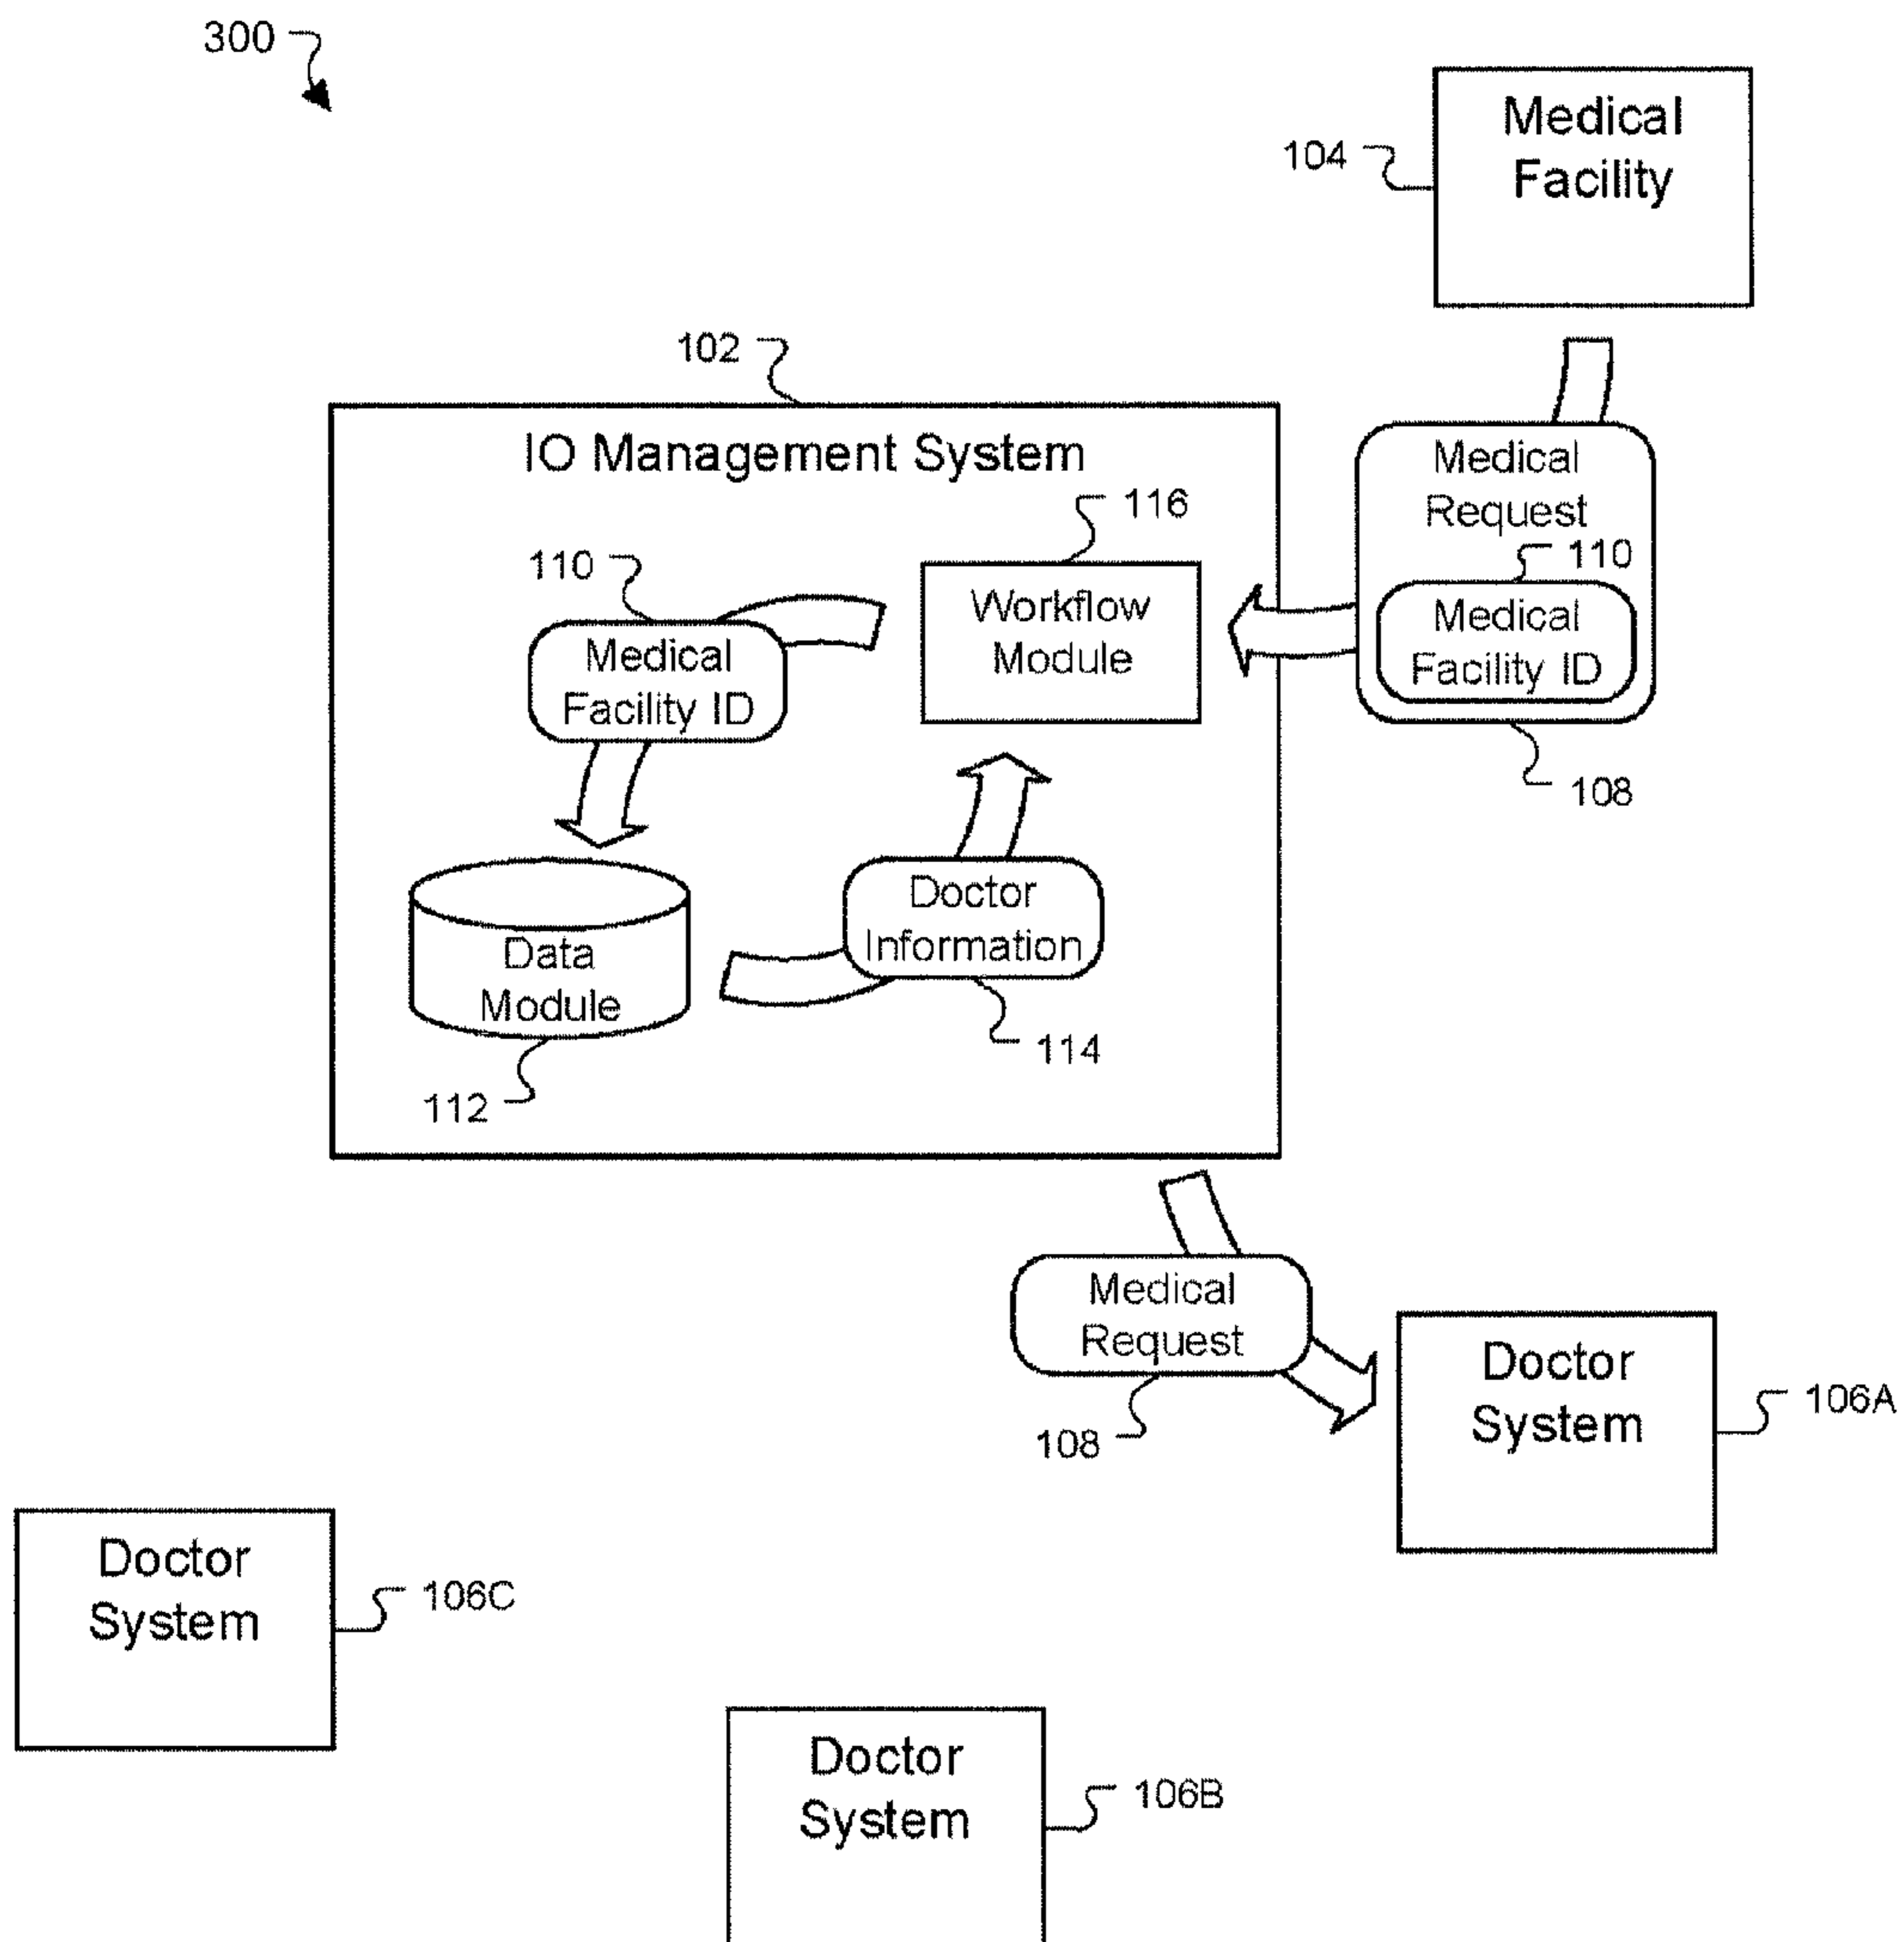 300
Medical
Facility
104
102
IO Management System
Medical
Request
110
Medical
Facility ID
108
116
Workflow
Module
110
Medical
Facility ID
Doctor
Information
114
Data
Module
112
Medical
Request
108
Doctor
System
106A
Doctor
System
106C
Doctor
System
106B